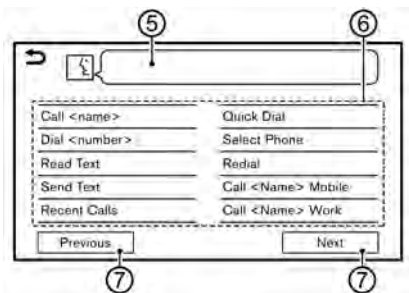 ⑤ ⑥
Call <name> Quick Dial
Dial <number> Select Phone
Read Text Redial
Send Text Call <Name> Mobile
Recent Calls Call <Name> Work
Previous Next
⑦ ⑦